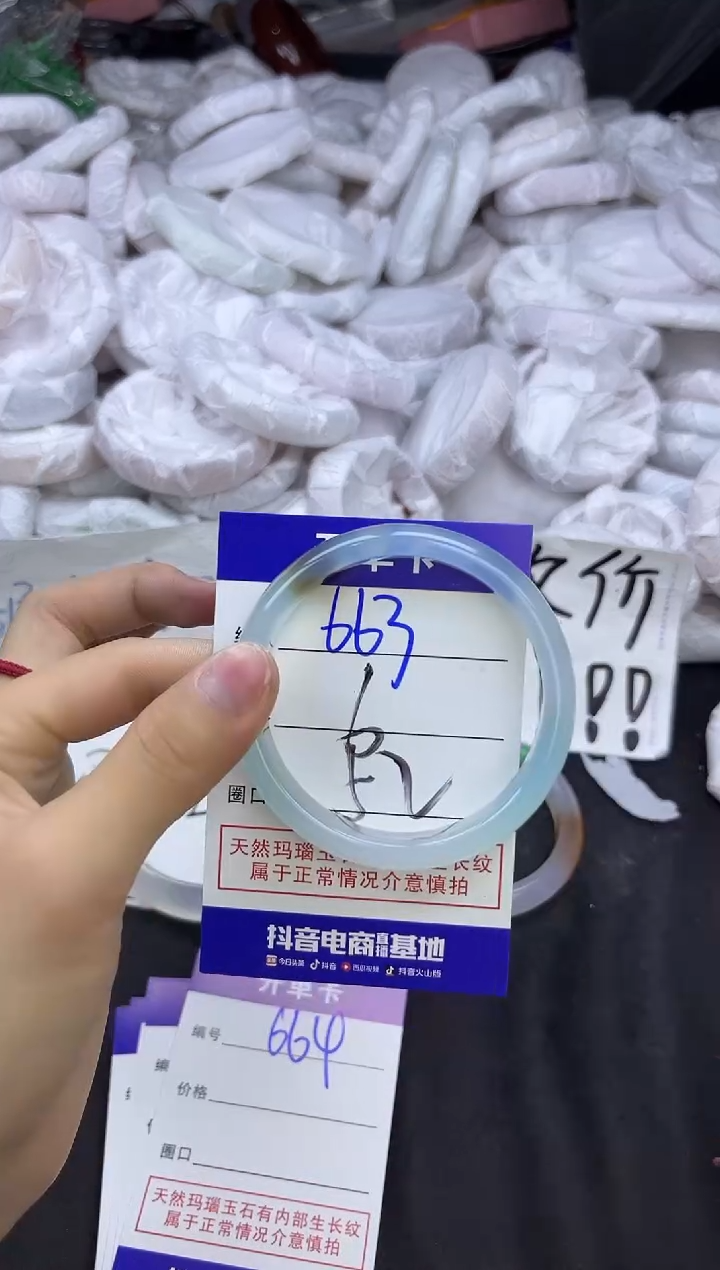 663
圈口
天然玛瑙玉 生长纹
属于正常情况介意慎拍
抖音电商直播基地
今日头条 抖音 西瓜视频 抖音火山版
价
!!
开单卡
编号 664
价格
圈口
天然玛瑙玉石有内部生长纹
属于正常情况介意慎拍